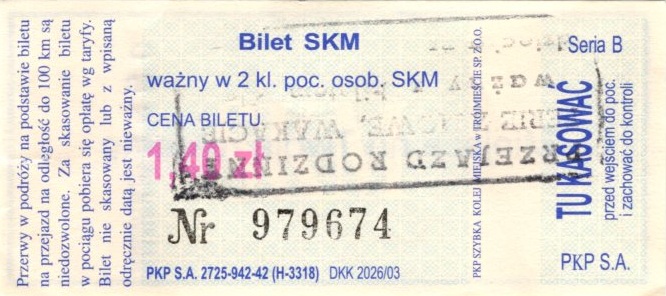 Przerwy w podróży na podstawie biletu
na przejazd na odległość do 100 km są
niedozwolone. Za skasowanie biletu
w pociągu pobiera się opłatę wg taryfy.
Bilet nie skasowany lub z wpisaną
odręcznie datą jest nieważny.
Bilet SKM
ważny w 2 kl. poc. osob. SKM
CENA BILETU.
1,40 zł
Nr 979674
PKP S.A. 2725-942-42 (H-3318) DKK 2026/03
PRZEJAZD RODZINNE
WAKACJE
PKP SZYBKA KOLEJ MIEJSKA w TRÓJMIEŚCIE SP. Z O.O.
Seria B
TU KASOWAĆ
przed wejściem do poc.
i zachować do kontroli
PKP S.A.